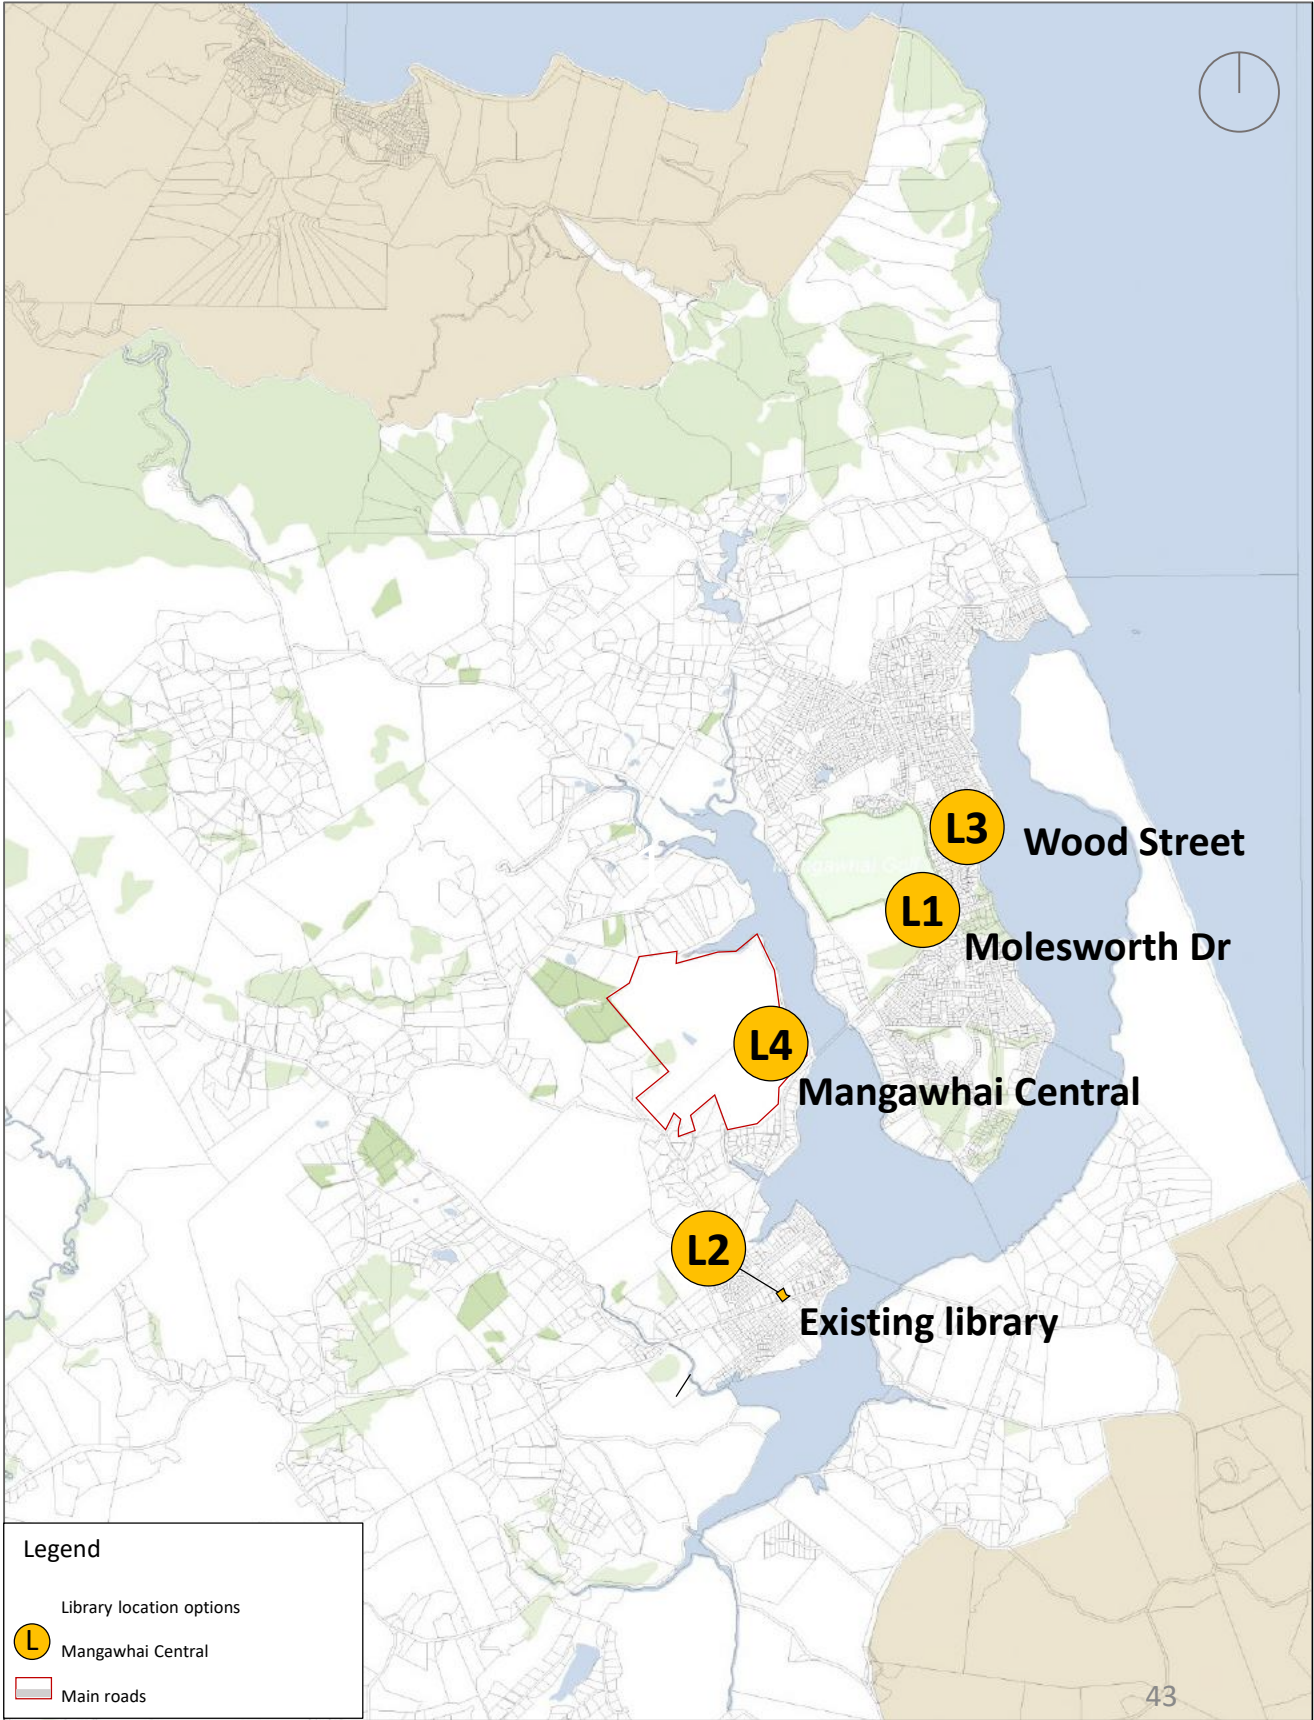 L3
Wood Street
L1
Molesworth Dr
L4
Mangawhai Central
L2
Existing library
Legend
Library location options
L
Mangawhai Central
Main roads
43